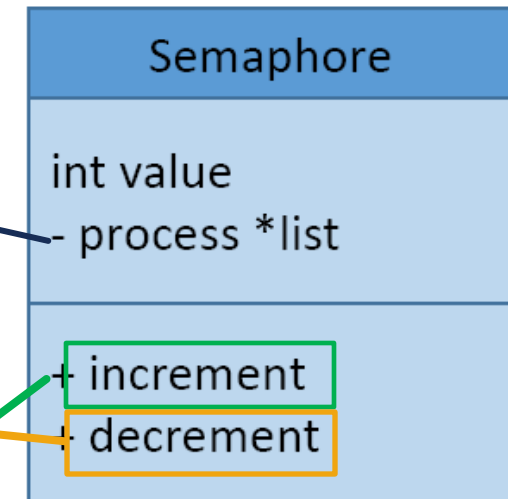 Semaphore
int value
- process *list
+ increment
+ decrement